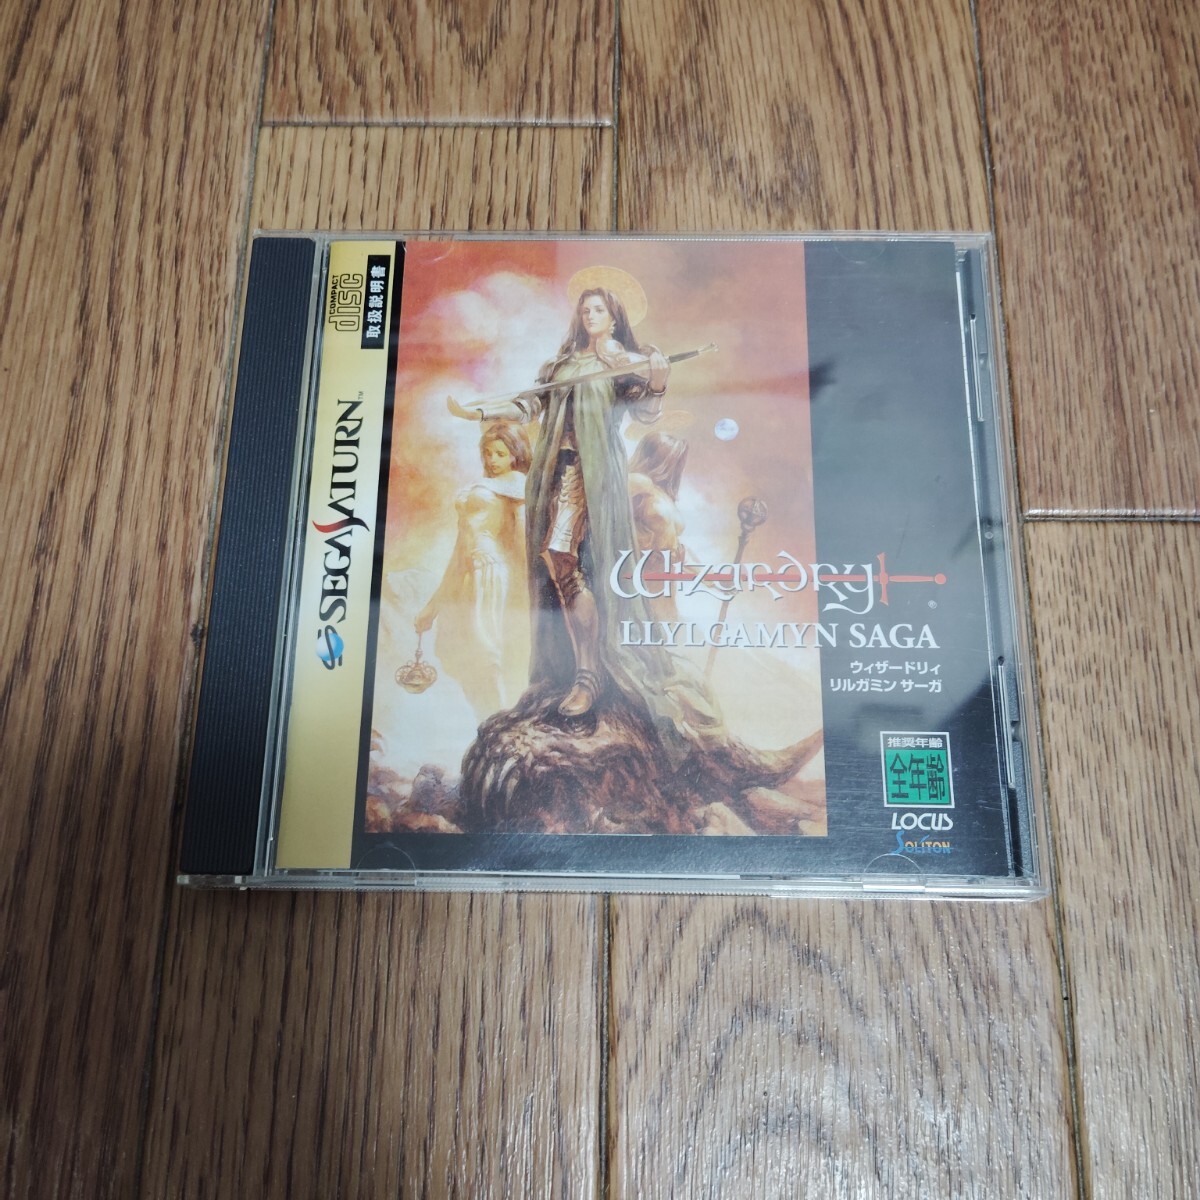 COMPACT
disc
取扱説明書
SEGA SATURN™
Wizardry®
LLYLGAMYN SAGA
ウィザードリィ
リルガミン サーガ
推奨年齢
全年齢
LOCUS
SOLITON